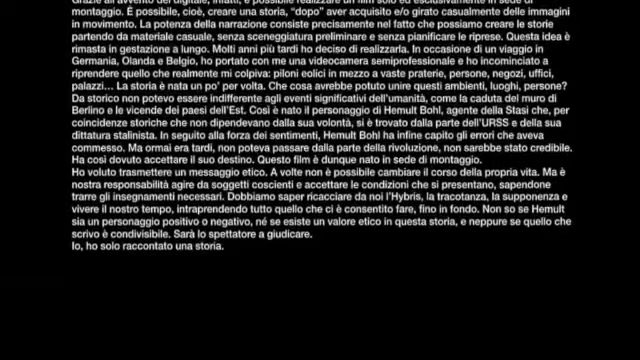 Grazie all'avvento del digitale, infatti, è possibile realizzare un film solo ed esclusivamente in sede di
montaggio. È possibile, cioè, creare una storia, “dopo” aver acquisito e/o girato casualmente delle immagini
in movimento. La potenza della narrazione consiste precisamente nel fatto che possiamo creare le storie
partendo da materiale casuale, senza sceneggiatura preliminare e senza pianificare le riprese. Questa idea è
rimasta in gestazione a lungo. Molti anni più tardi ho deciso di realizzarla. In occasione di un viaggio in
Germania, Olanda e Belgio, ho portato con me una videocamera semiprofessionale e ho incominciato a
riprendere quello che realmente mi colpiva: piloni eolici in mezzo a vaste praterie, persone, negozi, uffici,
palazzi... La storia è nata un po' per volta. Che cosa avrebbe potuto unire questi ambienti, luoghi, persone?
Da storico non potevo essere indifferente agli eventi significativi dell'umanità, come la caduta del muro di
Berlino e le vicende dei paesi dell'Est. Così è nato il personaggio di Hemult Bohl, agente della Stasi che, per
coincidenze storiche che non dipendevano dalla sua volontà, si è trovato dalla parte dell'URSS e della sua
dittatura stalinista. In seguito alla forza dei sentimenti, Hemult Bohl ha infine capito gli errori che aveva
commesso. Ma ormai era tardi, non poteva passare dalla parte della rivoluzione, non sarebbe stato credibile.
Ha così dovuto accettare il suo destino. Questo film è dunque nato in sede di montaggio.
Ho voluto trasmettere un messaggio etico. A volte non è possibile cambiare il corso della propria vita. Ma è
nostra responsabilità agire da soggetti coscienti e accettare le condizioni che si presentano, sapendone
trarre gli insegnamenti necessari. Dobbiamo saper ricacciare da noi l'Hybris, la tracotanza, la supponenza e
vivere il nostro tempo, intraprendendo tutto quello che ci è consentito fare, fino in fondo. Non so se Hemult
sia un personaggio positivo o negativo, né se esiste un valore etico in questa storia, e neppure se quello che
scrivo è condivisibile. Sarà lo spettatore a giudicare.
Io, ho solo raccontato una storia.